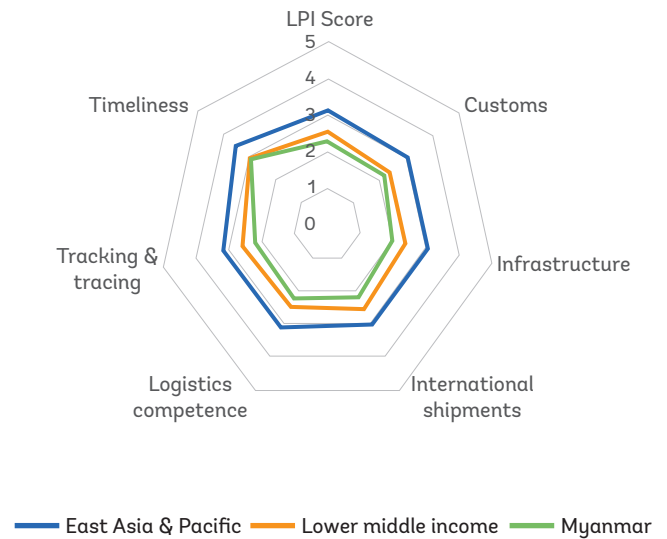 LPI Score
5
4
3
2
1
0
Timeliness
Customs
Tracking &
tracing
Infrastructure
Logistics
competence
International
shipments
East Asia & Pacific
Lower middle income
Myanmar